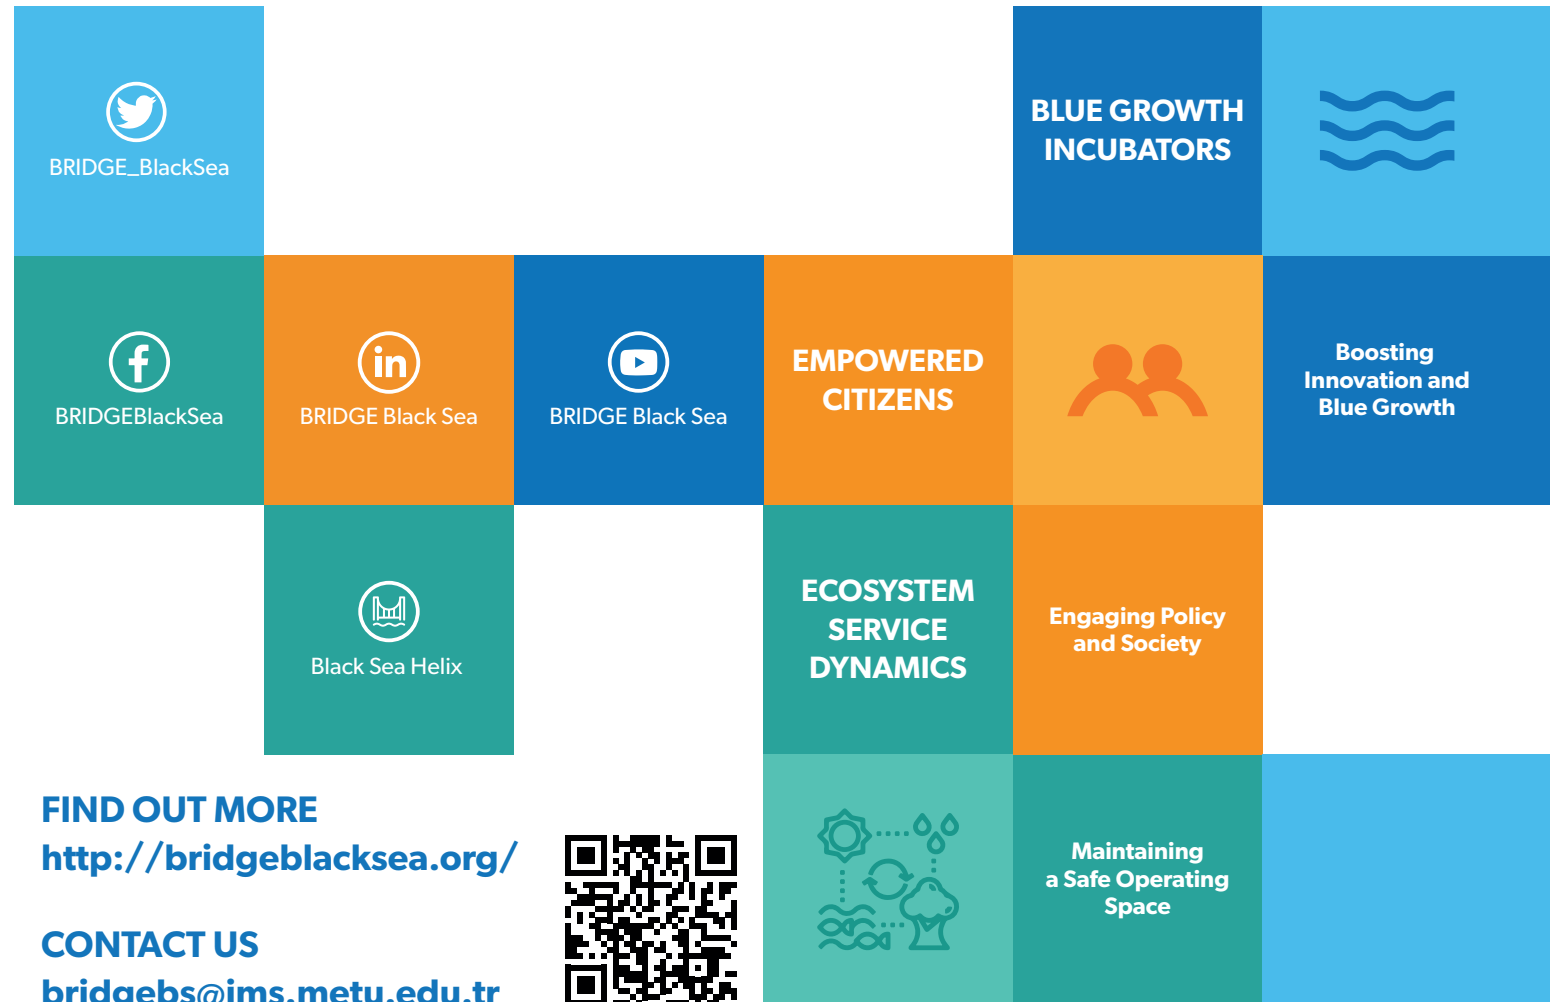 BRIDGE_BlackSea
BLUE GROWTH
INCUBATORS
BRIDGEBlackSea
BRIDGE Black Sea
BRIDGE Black Sea
EMPOWERED
CITIZENS
Boosting
Innovation and
Blue Growth
Black Sea Helix
ECOSYSTEM
SERVICE
DYNAMICS
Engaging Policy
and Society
FIND OUT MORE
http://bridgeblacksea.org/
CONTACT US
bridgebs@ims.metu.edu.tr
Maintaining
a Safe Operating
Space